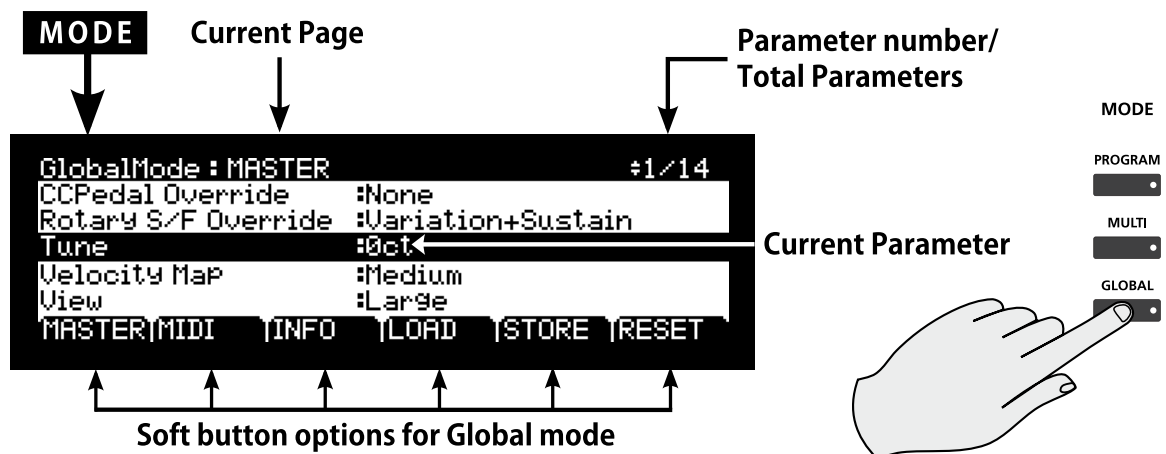 MODE
Current Page
Parameter number/
Total Parameters
MODE
PROGRAM
MULTI
GLOBAL
GlobalMode:MASTER ÷1/14
CCPedal Override :None
Rotary S/F Override :Variation+Sustain
Tune :0ct
Current Parameter
Velocity Map :Medium
View :Large
MASTER MIDI INFO LOAD STORE RESET
Soft button options for Global mode